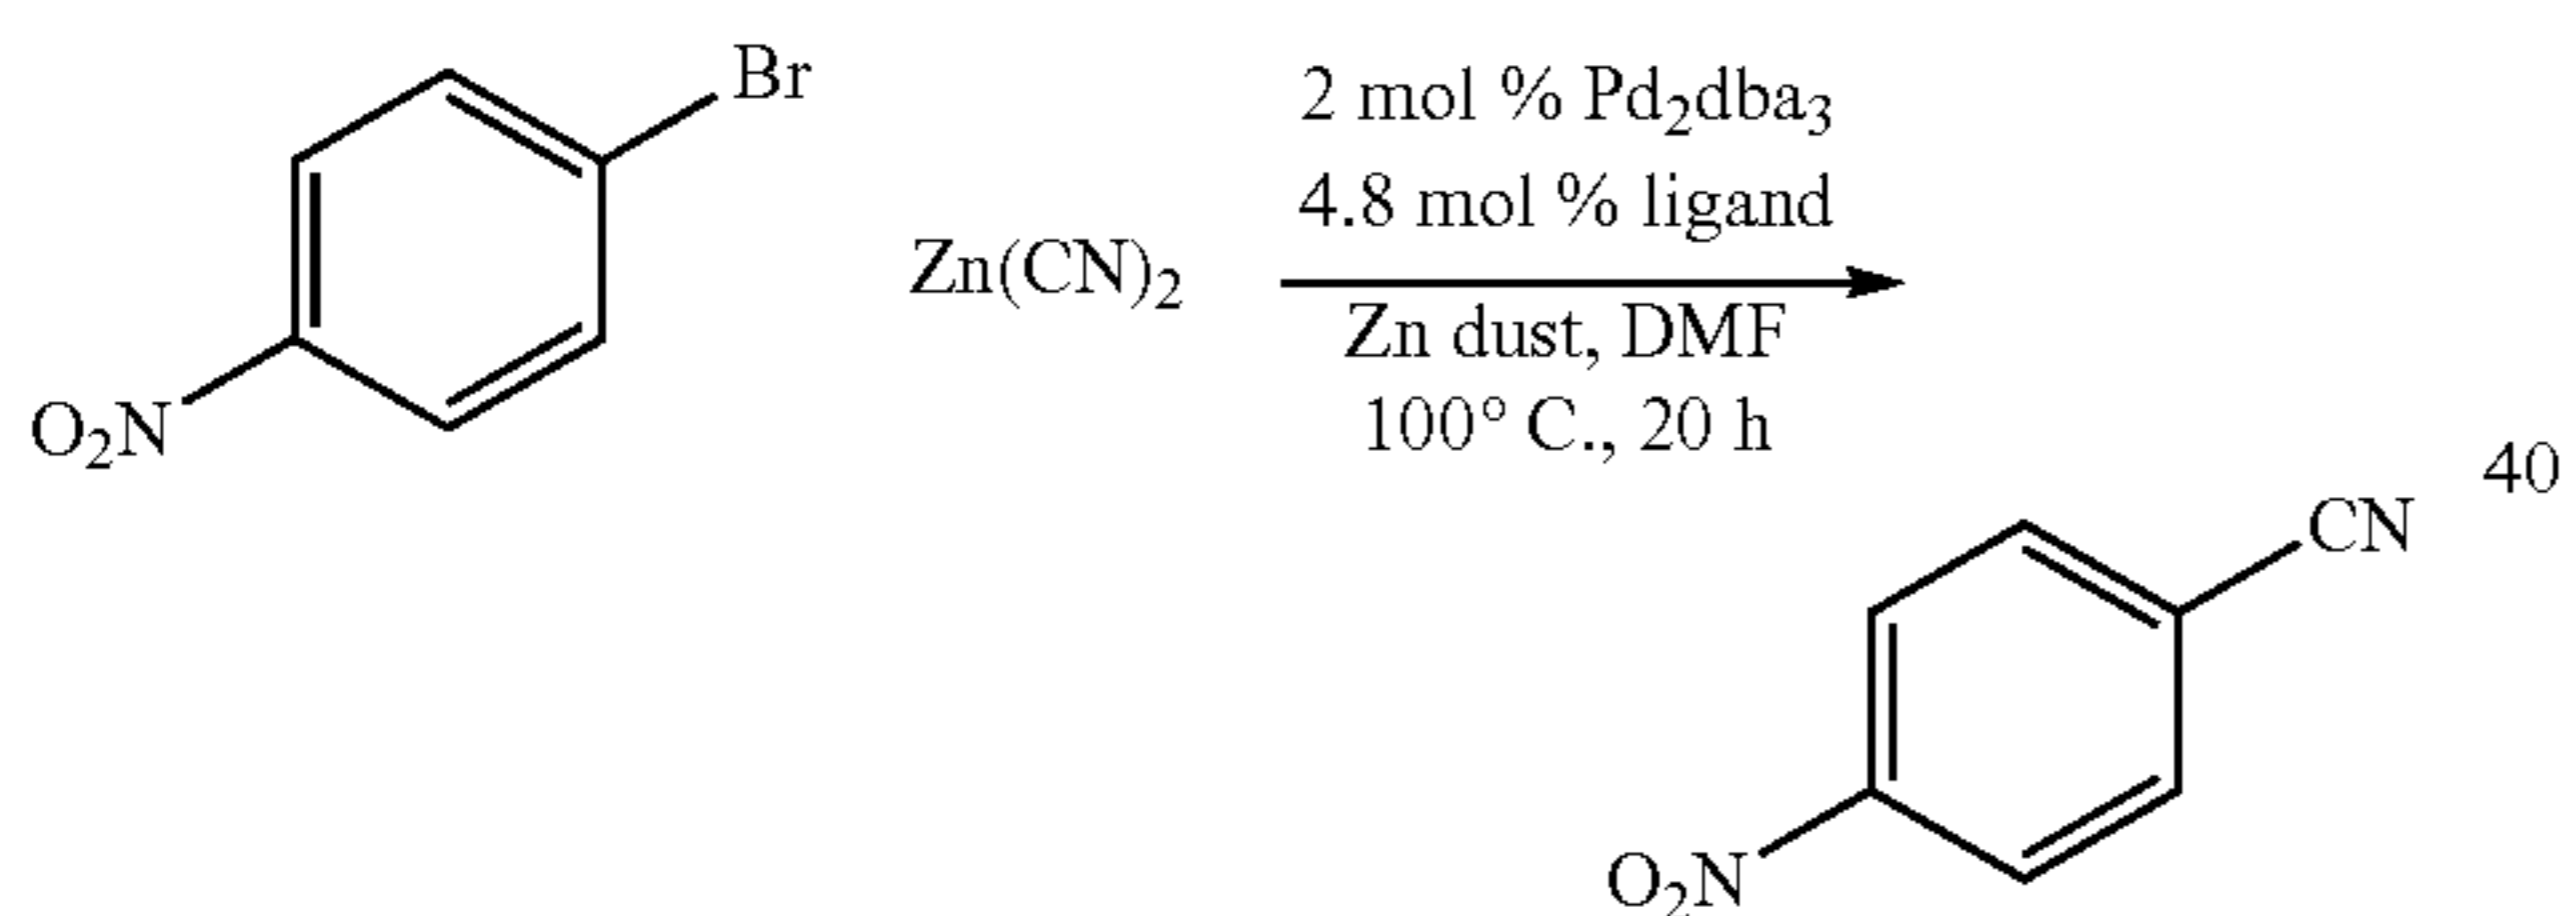 Br
2 mol % Pd₂dba₃
4.8 mol % ligand
Zn(CN)₂
Zn dust, DMF
100° C., 20 h
O₂N
40
CN
O₂N